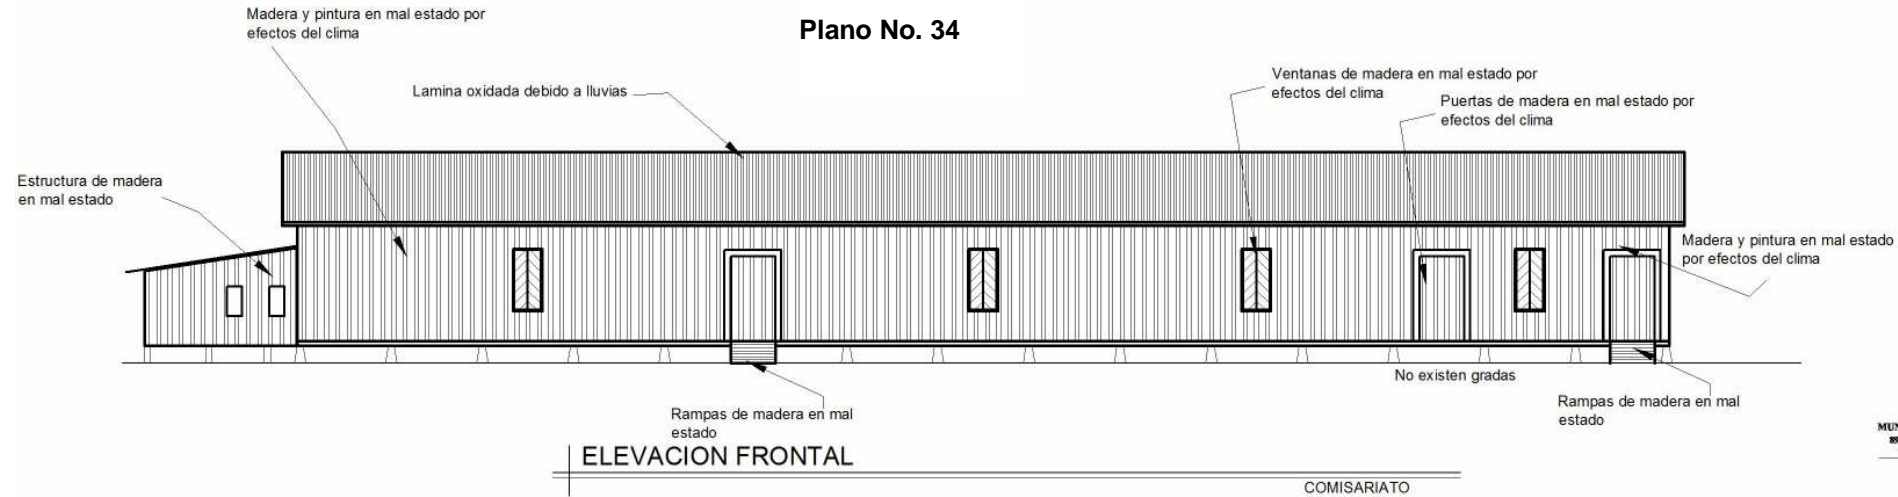 Madera y pintura en mal estado por
efectos del clima
Plano No. 34
Lamina oxidada debido a lluvias
Ventanas de madera en mal estado por
efectos del clima
Puertas de madera en mal estado por
efectos del clima
Estructura de madera
en mal estado
Madera y pintura en mal estado
por efectos del clima
No existen gradas
Rampas de madera en mal
estado
Rampas de madera en mal
estado
ELEVACION FRONTAL
COMISARIATO